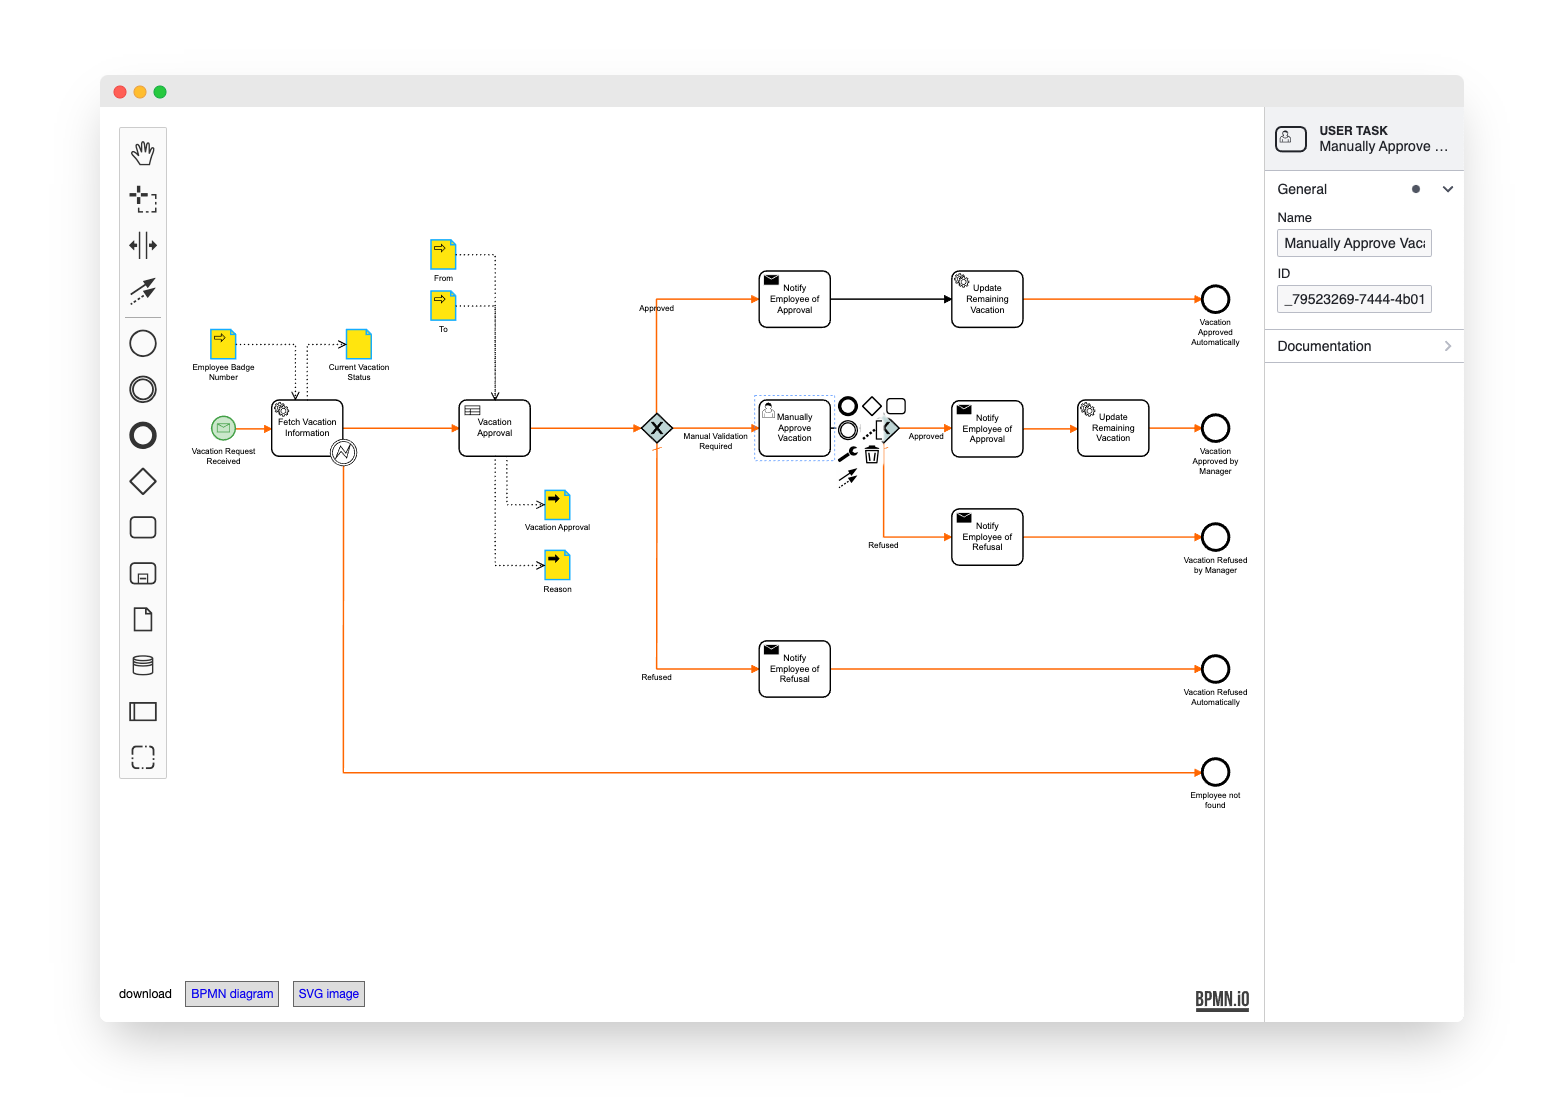 USER TASK
Manually Approve ...
General
Name
Manually Approve Vaca
ID
_79523269-7444-4b01
Documentation
From
To
Employee Badge
Number
Current Vacation
Status
Vacation Request
Received
Fetch Vacation
Information
Vacation
Approval
Vacation Approval
Reason
X
Approved
Notify
Employee of
Approval
Update
Remaining
Vacation
Vacation
Approved
Automatically
Manual Validation
Required
Manually
Approve
Vacation
Approved
Notify
Employee of
Approval
Update
Remaining
Vacation
Vacation
Approved by
Manager
Refused
Notify
Employee of
Refusal
Vacation Refused
by Manager
Refused
Notify
Employee of
Refusal
Vacation Refused
Automatically
Employee not
found
download
BPMN diagram
SVG image
BPMN.iO